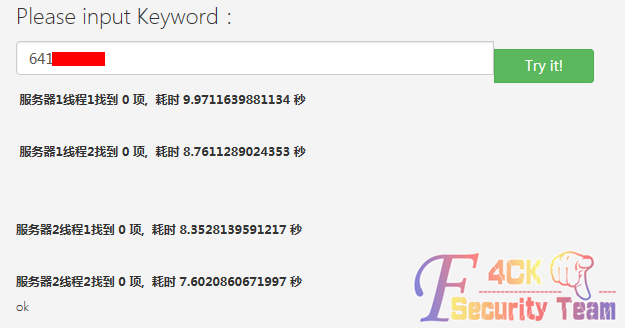 Please input Keyword：
641
Try it!
服务器1线程1找到 0 项, 耗时 9.9711639881134 秒
服务器1线程2找到 0 项, 耗时 8.7611289024353 秒
服务器2线程1找到 0 项, 耗时 8.3528139591217 秒
服务器2线程2找到 0 项, 耗时 7.6020860671997 秒
ok
F4CK
Security Team